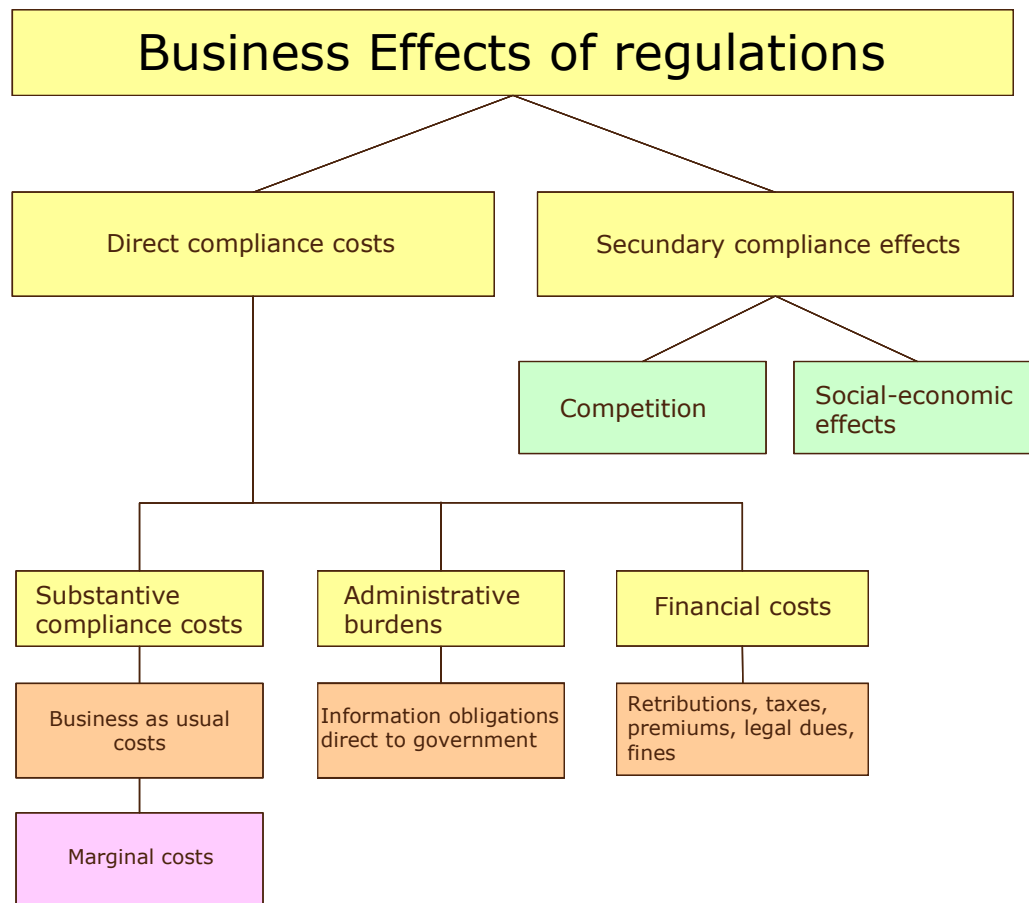 Business Effects of regulations
Direct compliance costs
Secundary compliance effects
Competition
Social-economic
effects
Substantive
compliance costs
Administrative
burdens
Financial costs
Business as usual
costs
Information obligations
direct to government
Retributions, taxes,
premiums, legal dues,
fines
Marginal costs